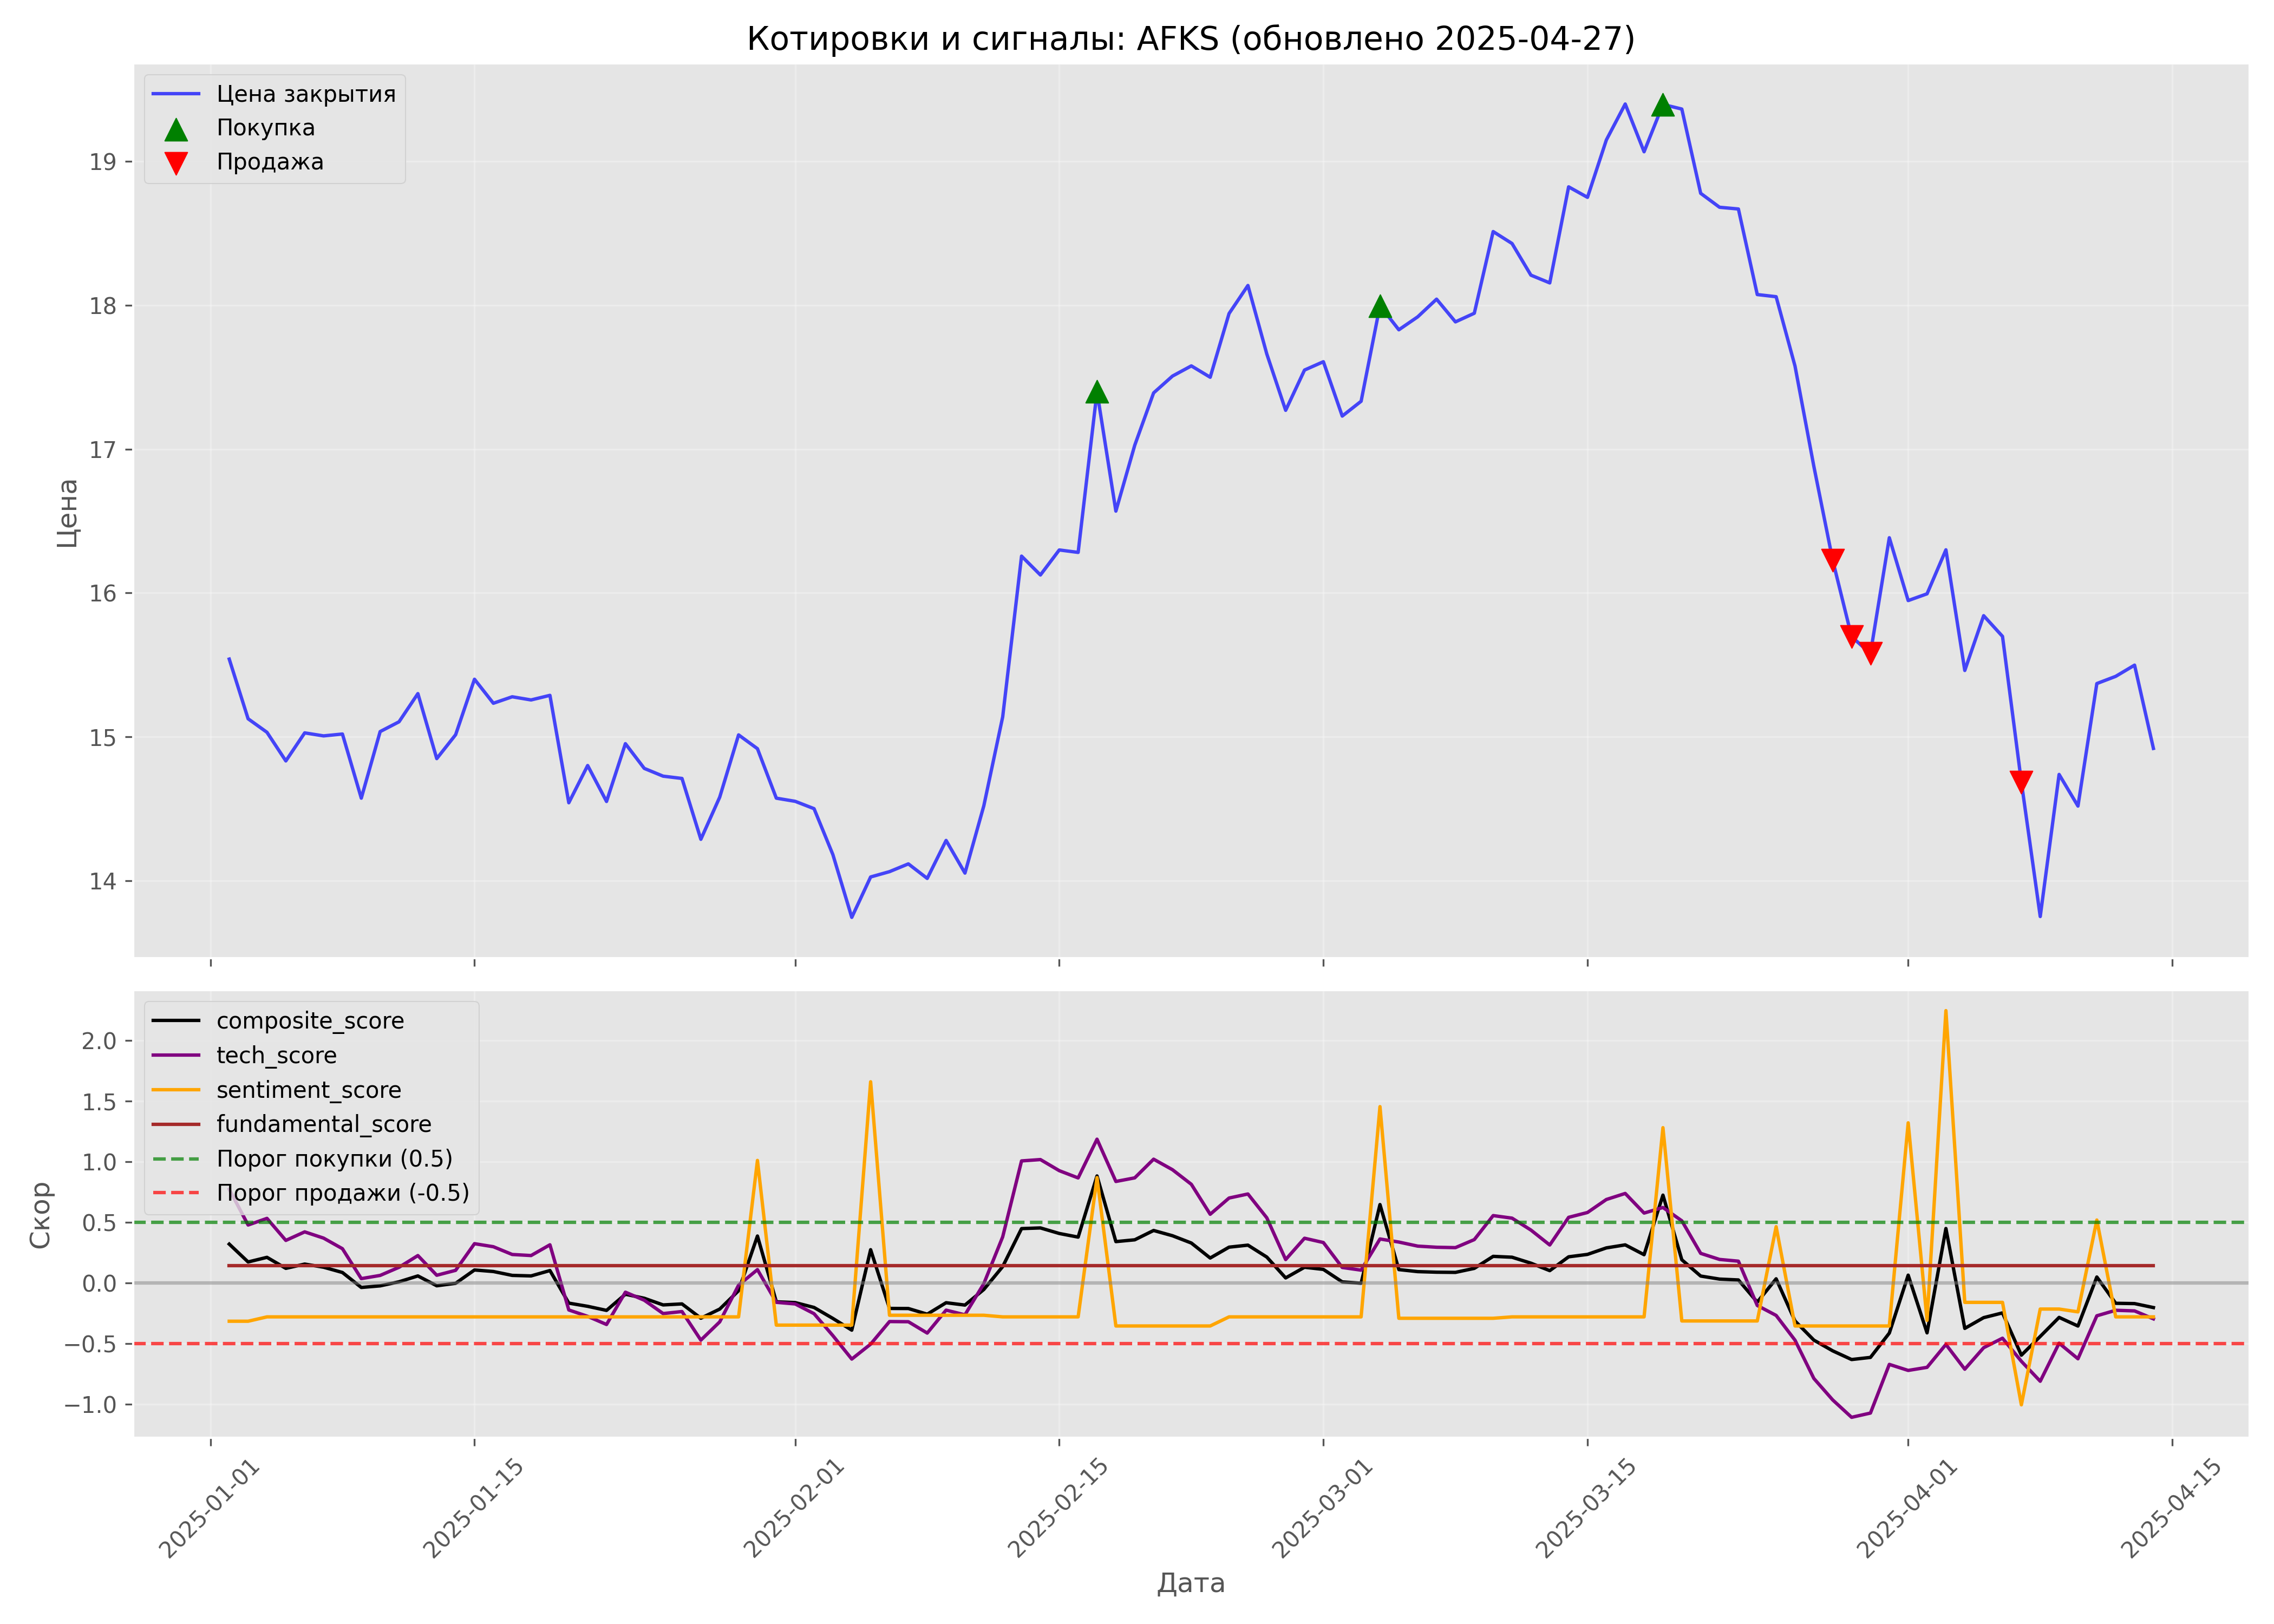 Котировки и сигналы: AFKS (обновлено 2025-04-27)
Цена закрытия
Покупка
Продажа
19
18
17
16
15
14
Цена
composite_score
tech_score
sentiment_score
fundamental_score
Порог покупки (0.5)
Порог продажи (-0.5)
2.0
1.5
1.0
0.5
0.0
−0.5
−1.0
Скор
2025-01-01
2025-01-15
2025-02-01
2025-02-15
2025-03-01
2025-03-15
2025-04-01
2025-04-15
Дата